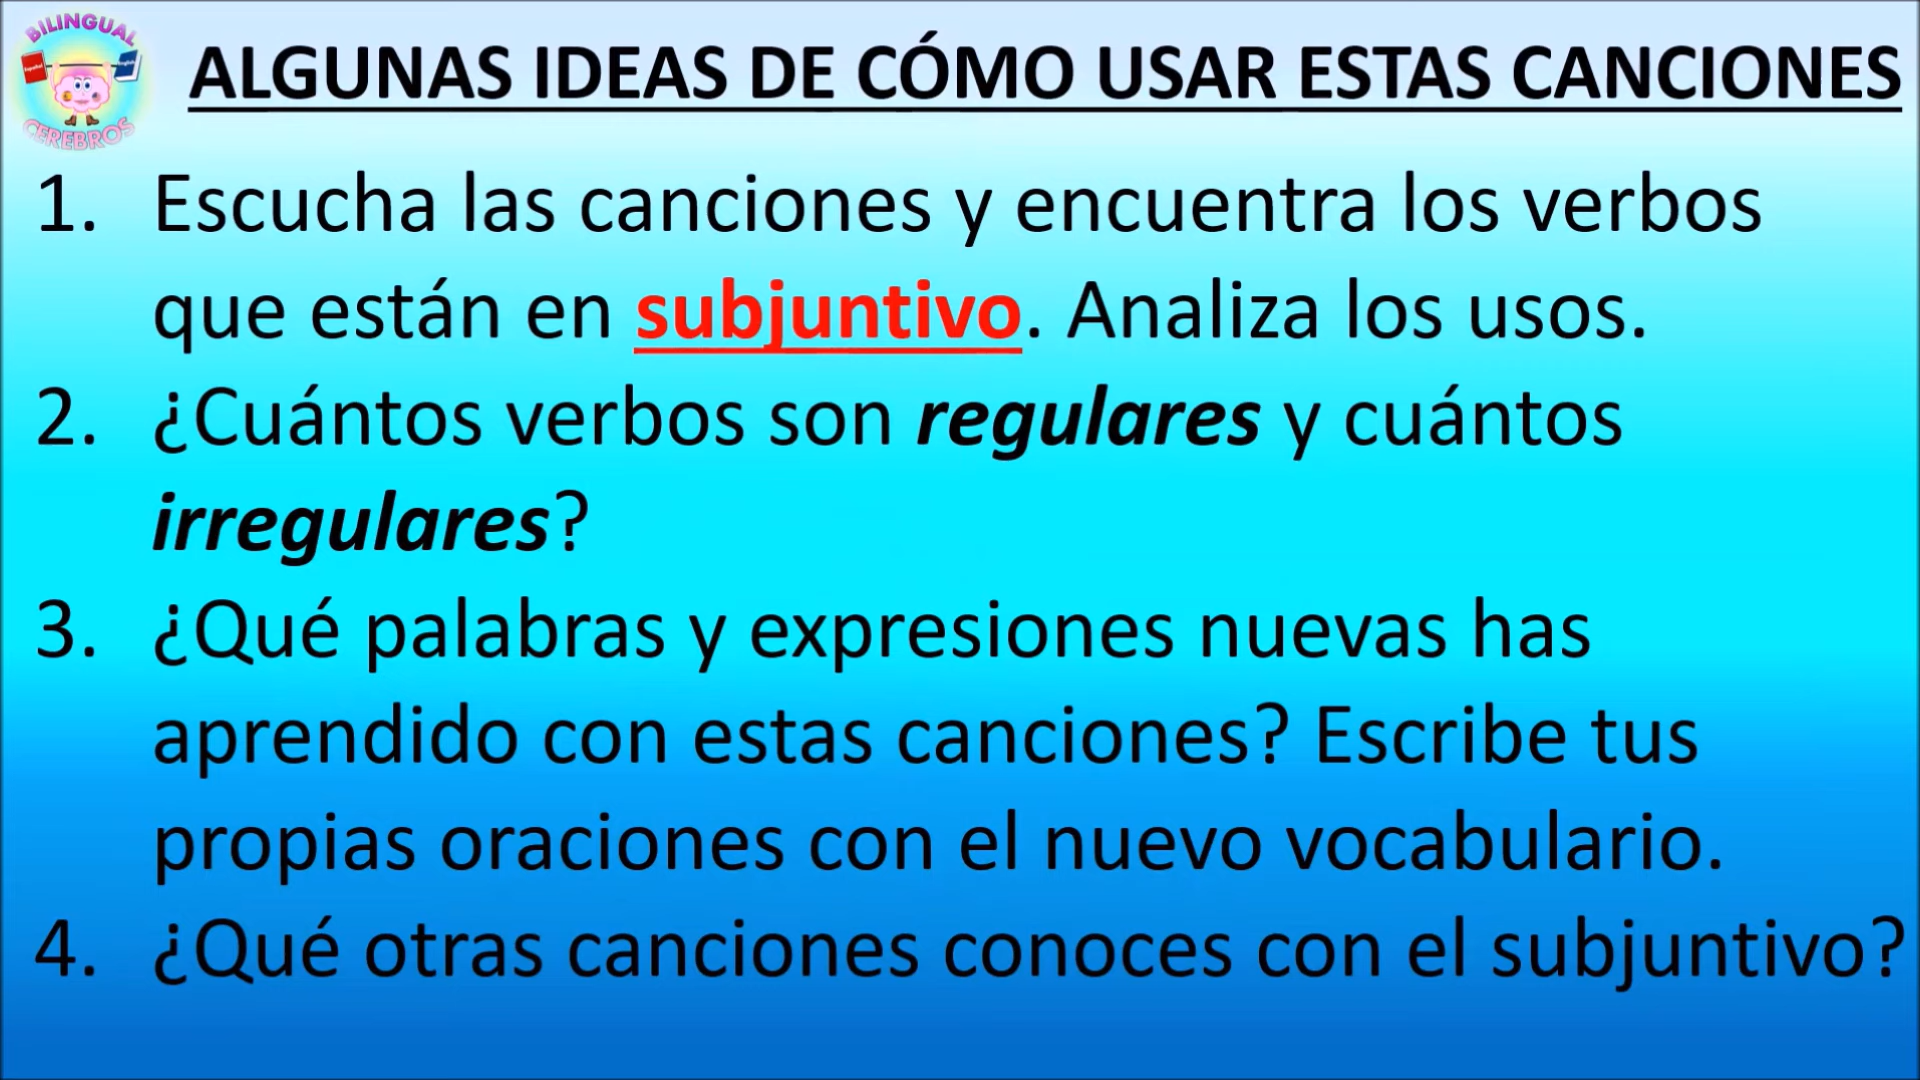 BILINGUAL
CEREBROS
ALGUNAS IDEAS DE CÓMO USAR ESTAS CANCIONES
1. Escucha las canciones y encuentra los verbos
que están en subjuntivo. Analiza los usos.
2. ¿Cuántos verbos son regulares y cuántos
irregulares?
3. ¿Qué palabras y expresiones nuevas has
aprendido con estas canciones? Escribe tus
propias oraciones con el nuevo vocabulario.
4. ¿Qué otras canciones conoces con el subjuntivo?